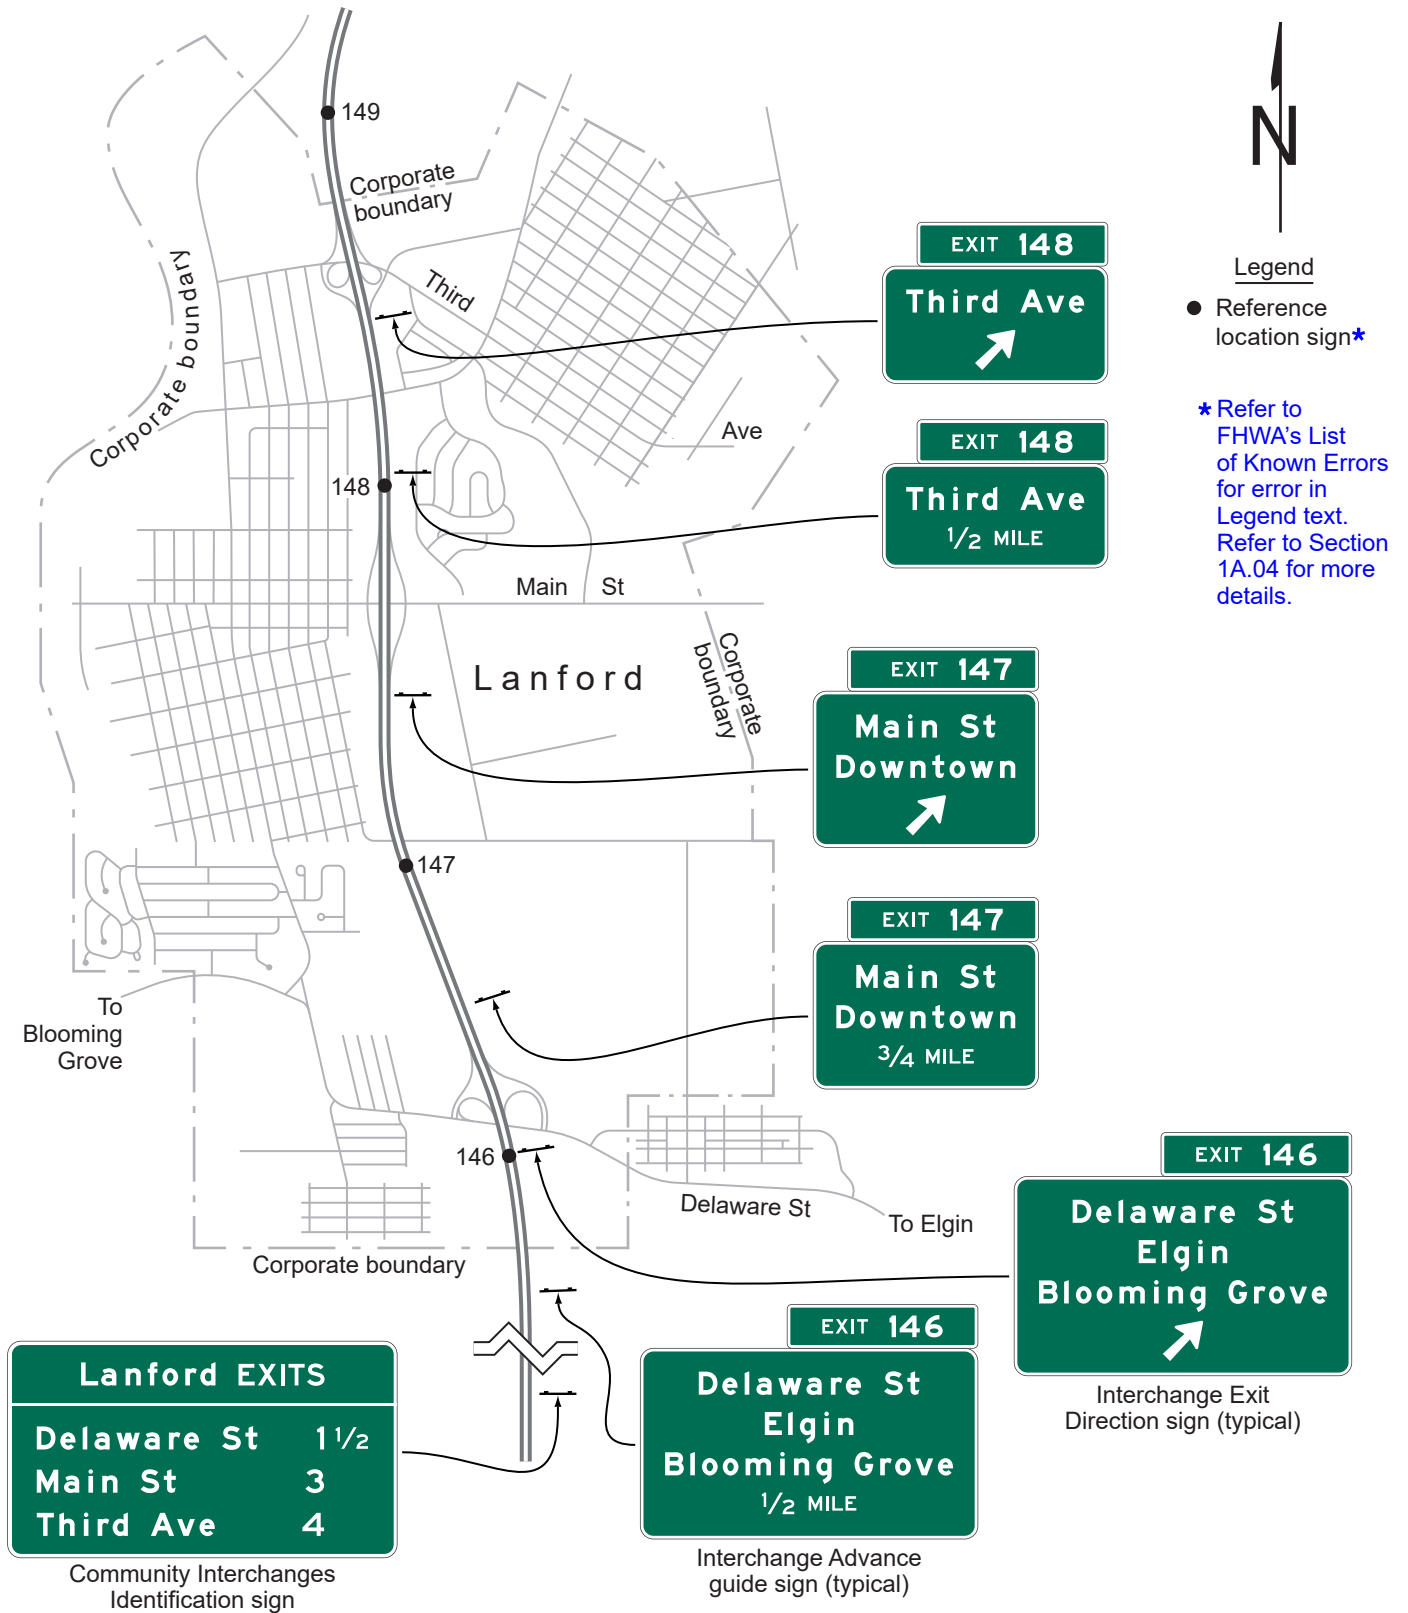 149
Corporate
boundary
N
Corporate boundary
Third
EXIT 148
Third Ave
Legend
Reference
location sign*
* Refer to
FHWA's List
of Known Errors
for error in
Legend text.
Refer to Section
1A.04 for more
details.
Ave
148
EXIT 148
Third Ave
1/2 MILE
Main St
Lanford
Corporate
boundary
EXIT 147
Main St
Downtown
147
EXIT 147
Main St
Downtown
3/4 MILE
To
Blooming
Grove
146
Delaware St
To Elgin
EXIT 146
Delaware St
Elgin
Blooming Grove
Interchange Exit
Direction sign (typical)
Corporate boundary
EXIT 146
Delaware St
Elgin
Blooming Grove
1/2 MILE
Interchange Advance
guide sign (typical)
Lanford EXITS
Delaware St 1 1/2
Main St 3
Third Ave 4
Community Interchanges
Identification sign